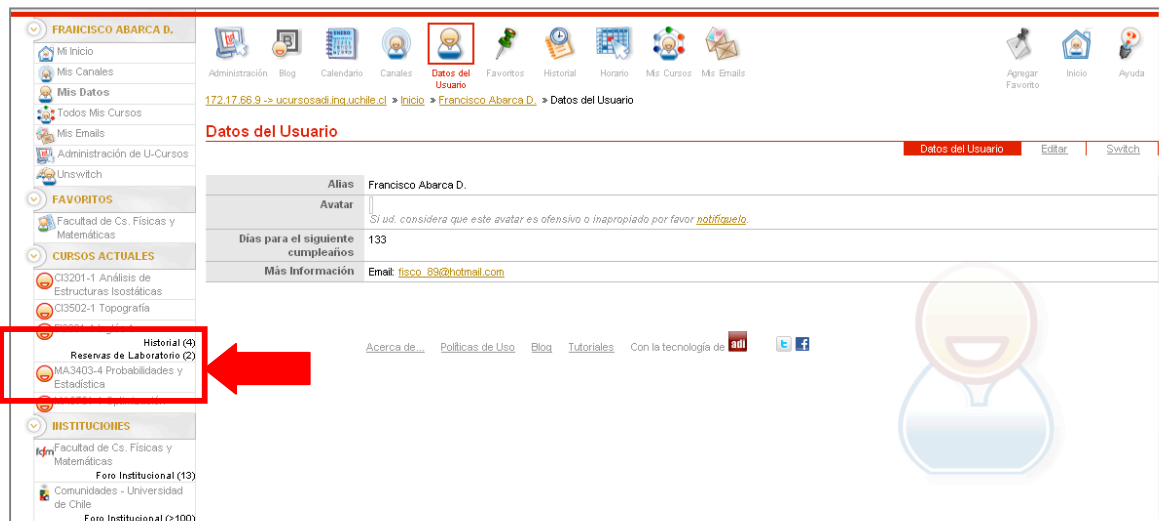 FRANCISCO ABARCA D.
Mi Inicio
Mis Canales
Mis Datos
Todos Mis Cursos
Mis Emails
Administración de U-Cursos
Unswitch
FAVORITOS
Facultad de Cs. Físicas y
Matemáticas
CURSOS ACTUALES
CI3201-1 Análisis de
Estructuras Isostáticas
CI3502-1 Topografía
Historial (4)
Reservas de Laboratorio (2)
MA3403-4 Probabilidades y
Estadística
INSTITUCIONES
fcfm
Facultad de Cs. Físicas y
Matemáticas
Foro Institucional (13)
Comunidades - Universidad
de Chile
Foro Institucional (>100)
Administración
Blog
Calendario
Canales
Datos del
Usuario
Favoritos
Historial
Horario
Mis Cursos
Mis Emails
Agregar
Favorito
Inicio
Ayuda
172.17.66.9 -> ucursosadi.ing.uchile.cl » Inicio » Francisco Abarca D. » Datos del Usuario
Datos del Usuario
Datos del Usuario
Editar
Switch
Alias Francisco Abarca D.
Avatar
Si ud. considera que este avatar es ofensivo o inapropiado por favor notifíquelo.
Días para el siguiente
cumpleaños
133
Más Información Email: fisco_89@hotmail.com
Acerca de... Políticas de Uso Blog Tutoriales Con la tecnología de adi